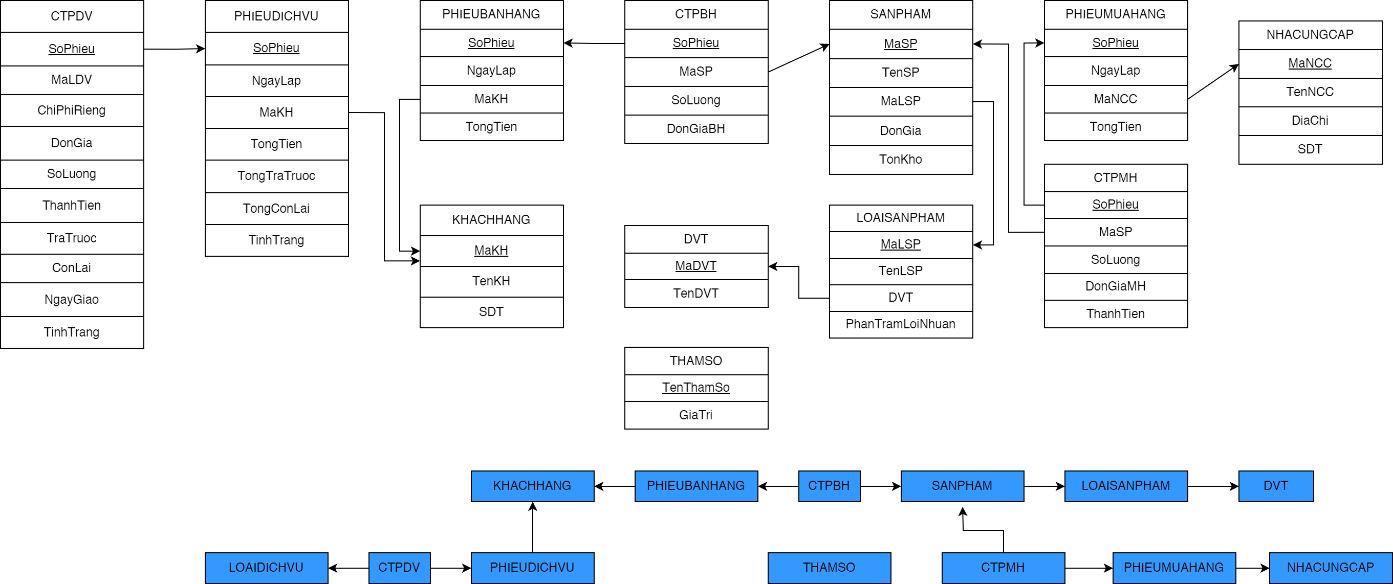 CTPDV
SoPhieu
MaLDV
ChiPhiRieng
DonGia
SoLuong
ThanhTien
TraTruoc
ConLai
NgayGiao
TinhTrang
PHIEUDICHVU
SoPhieu
NgayLap
MaKH
TongTien
TongTraTruoc
TongConLai
TinhTrang
PHIEUBANHANG
SoPhieu
NgayLap
MaKH
TongTien
KHACHHANG
MaKH
TenKH
SDT
CTPBH
SoPhieu
MaSP
SoLuong
DonGiaBH
DVT
MaDVT
TenDVT
THAMSO
TenThamSo
GiaTri
SANPHAM
MaSP
TenSP
MaLSP
DonGia
TonKho
LOAISANPHAM
MaLSP
TenLSP
DVT
PhanTramLoiNhuan
PHIEUMUAHANG
SoPhieu
NgayLap
MaNCC
TongTien
CTPMH
SoPhieu
MaSP
SoLuong
DonGiaMH
ThanhTien
NHACUNGCAP
MaNCC
TenNCC
DiaChi
SDT
KHACHHANG
PHIEUBANHANG
CTPBH
SANPHAM
LOAISANPHAM
DVT
LOAIDICHVU
CTPDV
PHIEUDICHVU
THAMSO
CTPMH
PHIEUMUAHANG
NHACUNGCAP